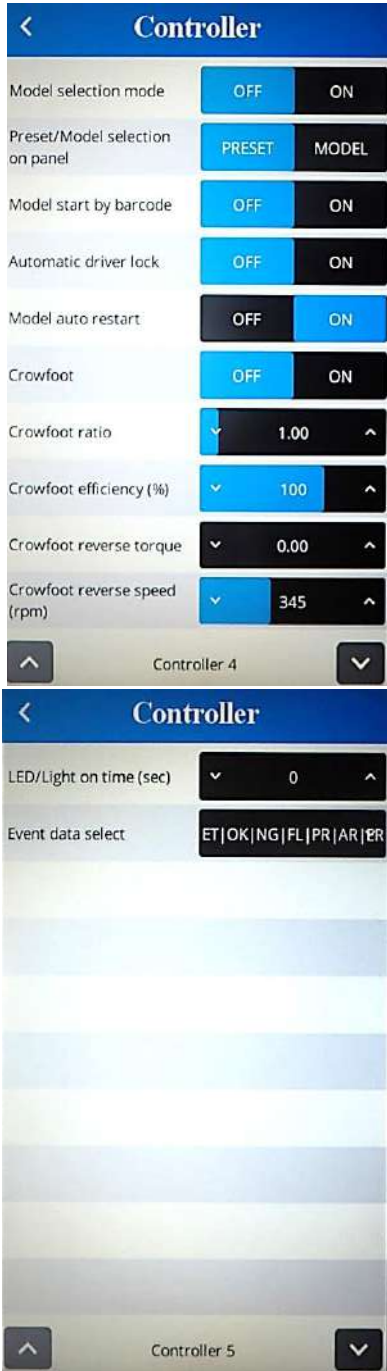 Controller
Model selection mode OFF ON
Preset/Model selection
on panel PRESET MODEL
Model start by barcode OFF ON
Automatic driver lock OFF ON
Model auto restart OFF ON
Crowfoot OFF ON
Crowfoot ratio 1.00
Crowfoot efficiency (%) 100
Crowfoot reverse torque 0.00
Crowfoot reverse speed
(rpm) 345
Controller 4
Controller
LED/Light on time (sec) 0
Event data select ET|OK|NG|FL|PR|AR|ER
Controller 5